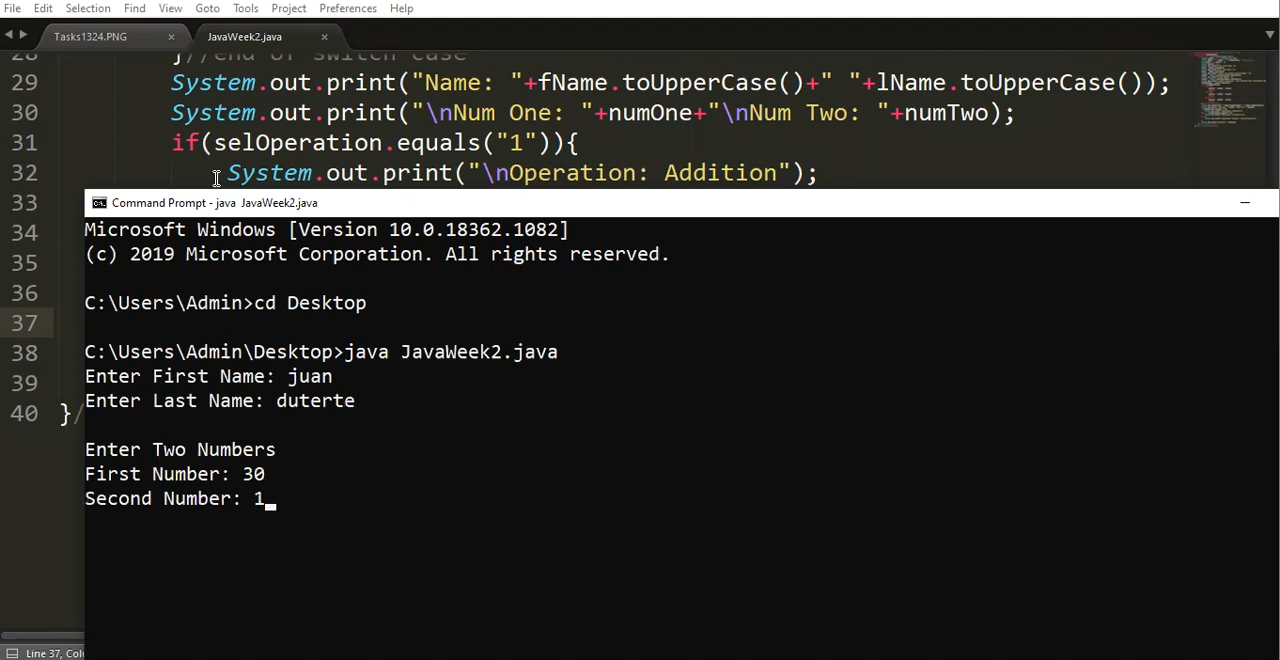 File Edit Selection Find View Goto Tools Project Preferences Help
Tasks1324.PNG × JavaWeek2.java ×
28 }//end of switch case
29 System.out.print("Name: "+fName.toUpperCase()+" "+lName.toUpperCase());
30 System.out.print("\nNum One: "+numOne+"\nNum Two: "+numTwo);
31 if(selOperation.equals("1")){
32 System.out.print("\nOperation: Addition");
33
34
35
36
37
38
39
40 }/
Command Prompt - java JavaWeek2.java
Microsoft Windows [Version 10.0.18362.1082]
(c) 2019 Microsoft Corporation. All rights reserved.
C:\Users\Admin>cd Desktop
C:\Users\Admin\Desktop>java JavaWeek2.java
Enter First Name: juan
Enter Last Name: duterte
Enter Two Numbers
First Number: 30
Second Number: 1
Line 37, Colu